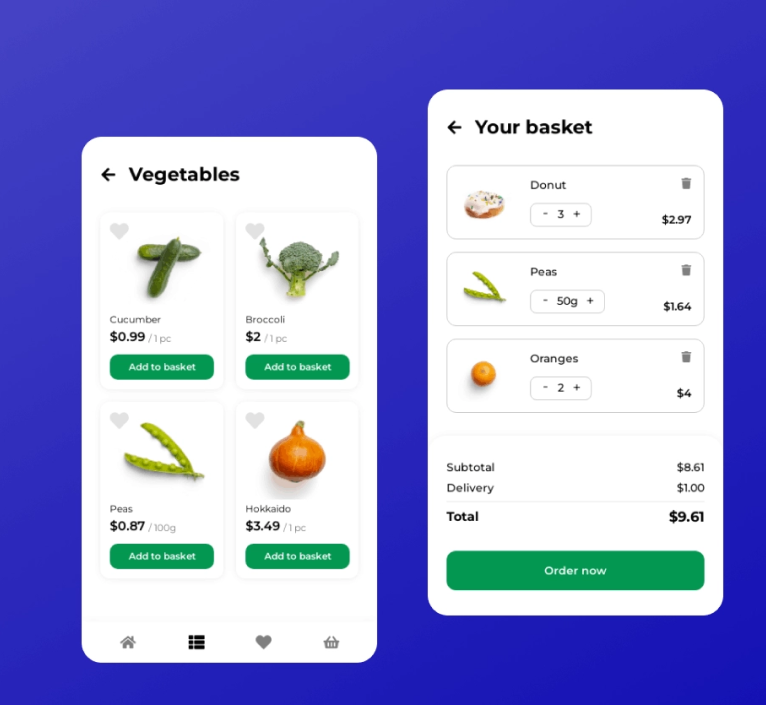 Vegetables
Cucumber
$0.99 / 1 pc
Add to basket
Broccoli
$2 / 1 pc
Add to basket
Peas
$0.87 / 100g
Add to basket
Hokkaido
$3.49 / 1 pc
Add to basket
Your basket
Donut
- 3 +
$2.97
Peas
- 50g +
$1.64
Oranges
- 2 +
$4
Subtotal $8.61
Delivery $1.00
Total $9.61
Order now